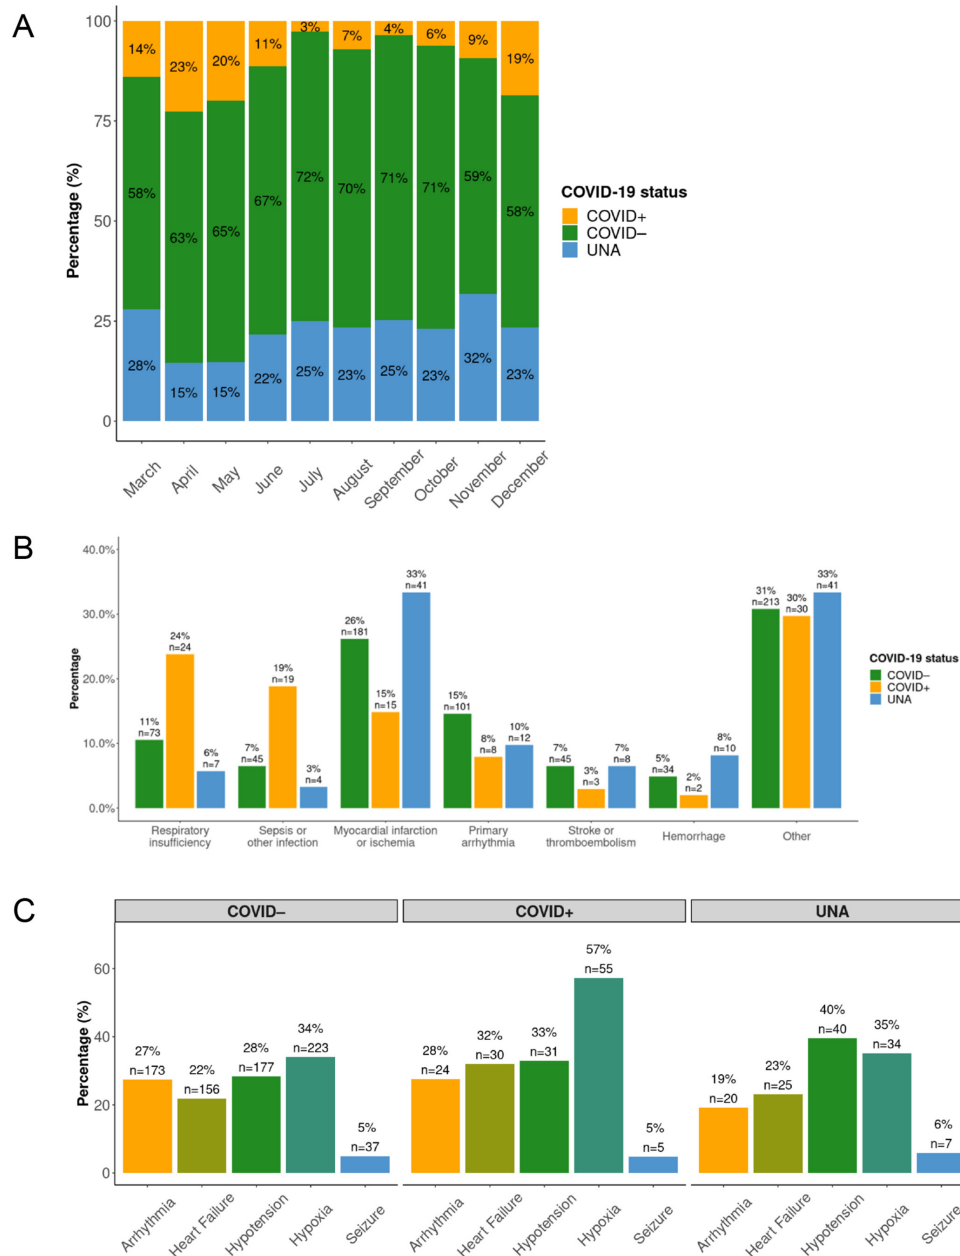 A
100
75
50
25
0
Percentage (%)
14%
23%
20%
11%
3%
7%
4%
6%
9%
19%
58%
63%
65%
67%
72%
70%
71%
71%
59%
58%
28%
15%
15%
22%
25%
23%
25%
23%
32%
23%
March
April
May
June
July
August
September
October
November
December
COVID-19 status
COVID+
COVID–
UNA
B
40.0%
30.0%
20.0%
10.0%
0.0%
Percentage
11%
n=73
24%
n=24
6%
n=7
7%
n=45
19%
n=19
3%
n=4
26%
n=181
15%
n=15
33%
n=41
15%
n=101
8%
n=8
10%
n=12
7%
n=45
3%
n=3
7%
n=8
5%
n=34
2%
n=2
8%
n=10
31%
n=213
30%
n=30
33%
n=41
Respiratory
insufficiency
Sepsis or
other infection
Myocardial infarction
or ischemia
Primary
arrhythmia
Stroke or
thromboembolism
Hemorrhage
Other
COVID-19 status
COVID–
COVID+
UNA
C
COVID–
COVID+
UNA
60
40
20
0
Percentage (%)
27%
n=173
22%
n=156
28%
n=177
34%
n=223
5%
n=37
28%
n=24
32%
n=30
33%
n=31
57%
n=55
5%
n=5
19%
n=20
23%
n=25
40%
n=40
35%
n=34
6%
n=7
Arrhythmia
Heart Failure
Hypotension
Hypoxia
Seizure
Arrhythmia
Heart Failure
Hypotension
Hypoxia
Seizure
Arrhythmia
Heart Failure
Hypotension
Hypoxia
Seizure